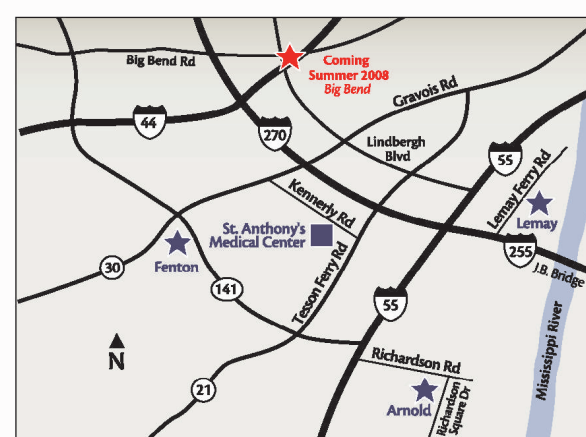 Big Bend Rd
Coming
Summer 2008
Big Bend
Gravois Rd
44
270
Lindbergh
Blvd
55
Lemay Ferry Rd
Kennerly Rd
Lemay
St. Anthony's
Medical Center
Fenton
Tesson Ferry Rd
255
J.B. Bridge
30
141
55
Mississippi River
N
Richardson Rd
21
Arnold
Richardson
Square Dr